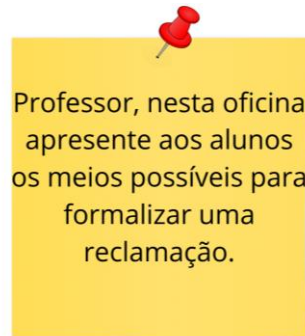 Professor, nesta oficina
apresente aos alunos
os meios possíveis para
formalizar uma
reclamação.